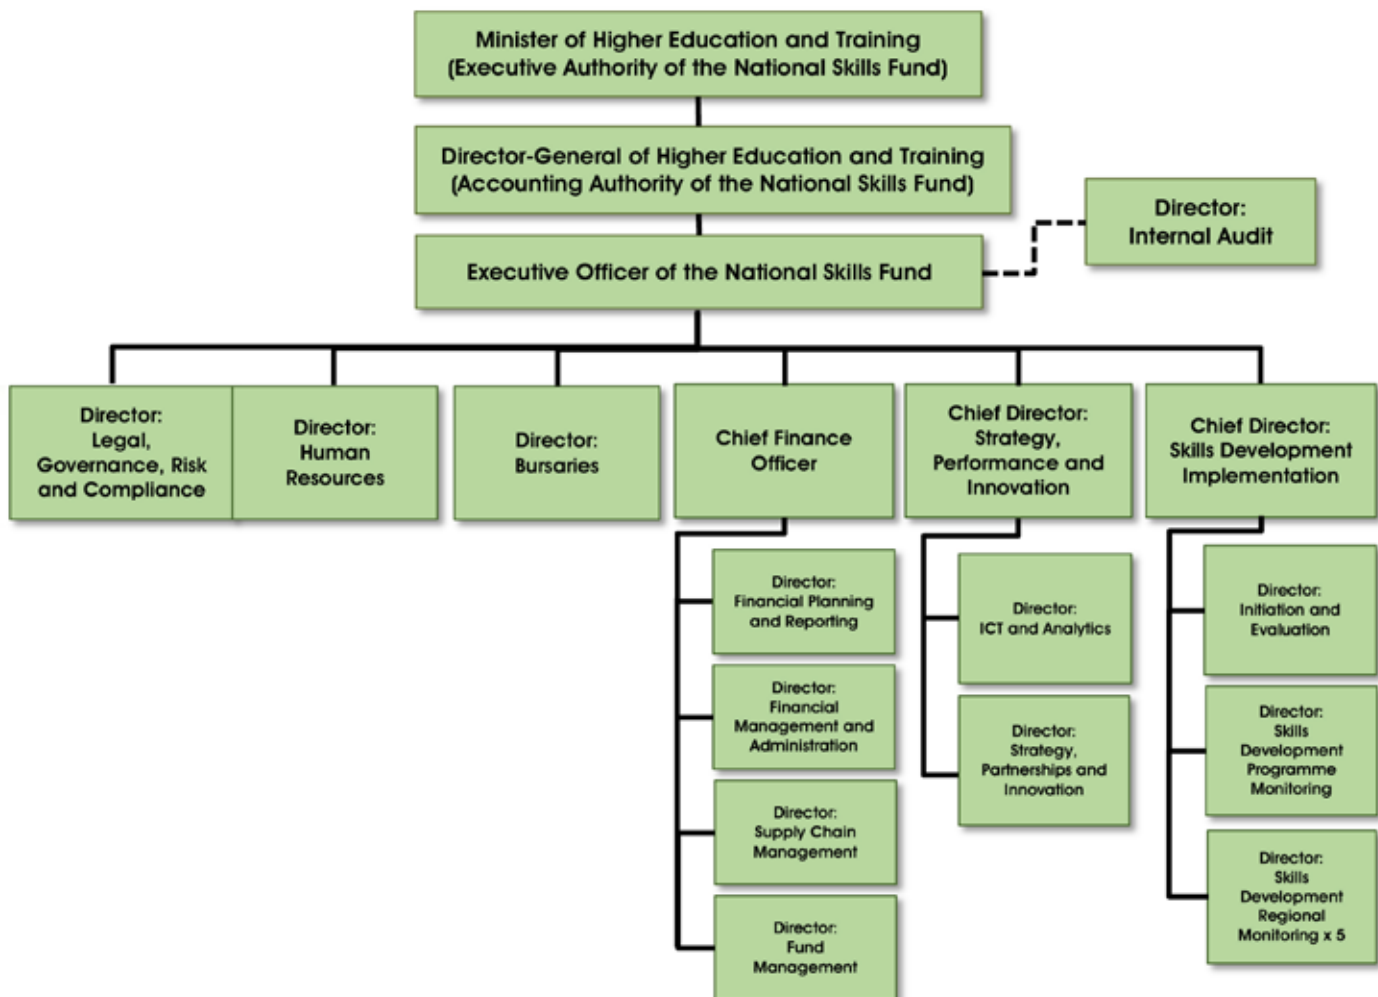 Minister of Higher Education and Training
(Executive Authority of the National Skills Fund)
Director-General of Higher Education and Training
(Accounting Authority of the National Skills Fund)
Director:
Internal Audit
Executive Officer of the National Skills Fund
Director:
Legal,
Governance, Risk
and Compliance
Director:
Human
Resources
Director:
Bursaries
Chief Finance
Officer
Chief Director:
Strategy,
Performance and
Innovation
Chief Director:
Skills Development
Implementation
Director:
Financial Planning
and Reporting
Director:
Financial
Management and
Administration
Director:
Supply Chain
Management
Director:
Fund
Management
Director:
ICT and Analytics
Director:
Strategy,
Partnerships and
Innovation
Director:
Initiation and
Evaluation
Director:
Skills
Development
Programme
Monitoring
Director:
Skills
Development
Regional
Monitoring x 5